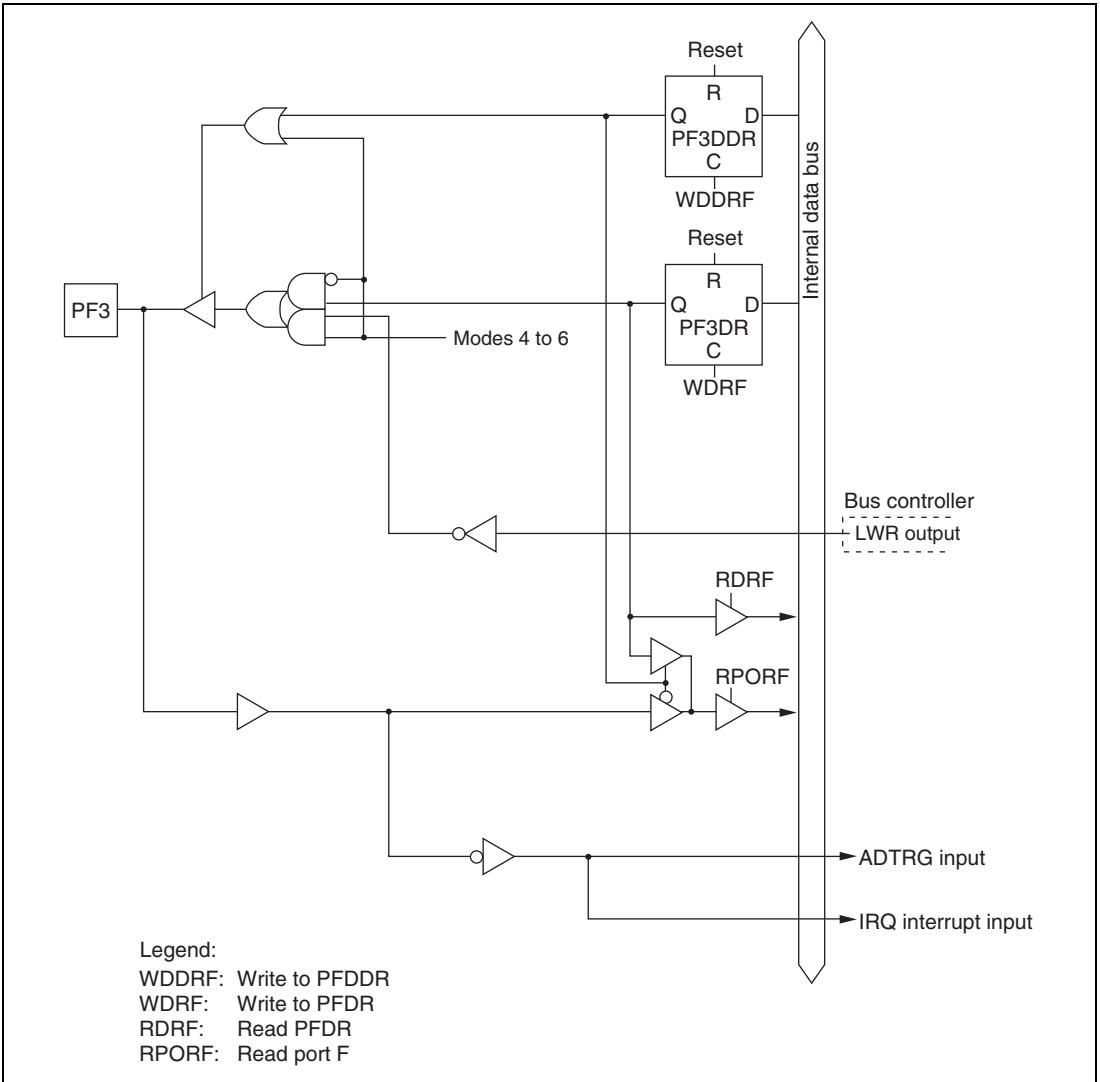 Reset
R
Q D
PF3DDR
C
WDDRF
Internal data bus
Reset
R
Q D
PF3DR
C
WDRF
PF3
Modes 4 to 6
Bus controller
LWR output
RDRF
RPORF
ADTRG input
IRQ interrupt input
Legend:
WDDRF: Write to PFDDR
WDRF: Write to PFDR
RDRF: Read PFDR
RPORF: Read port F